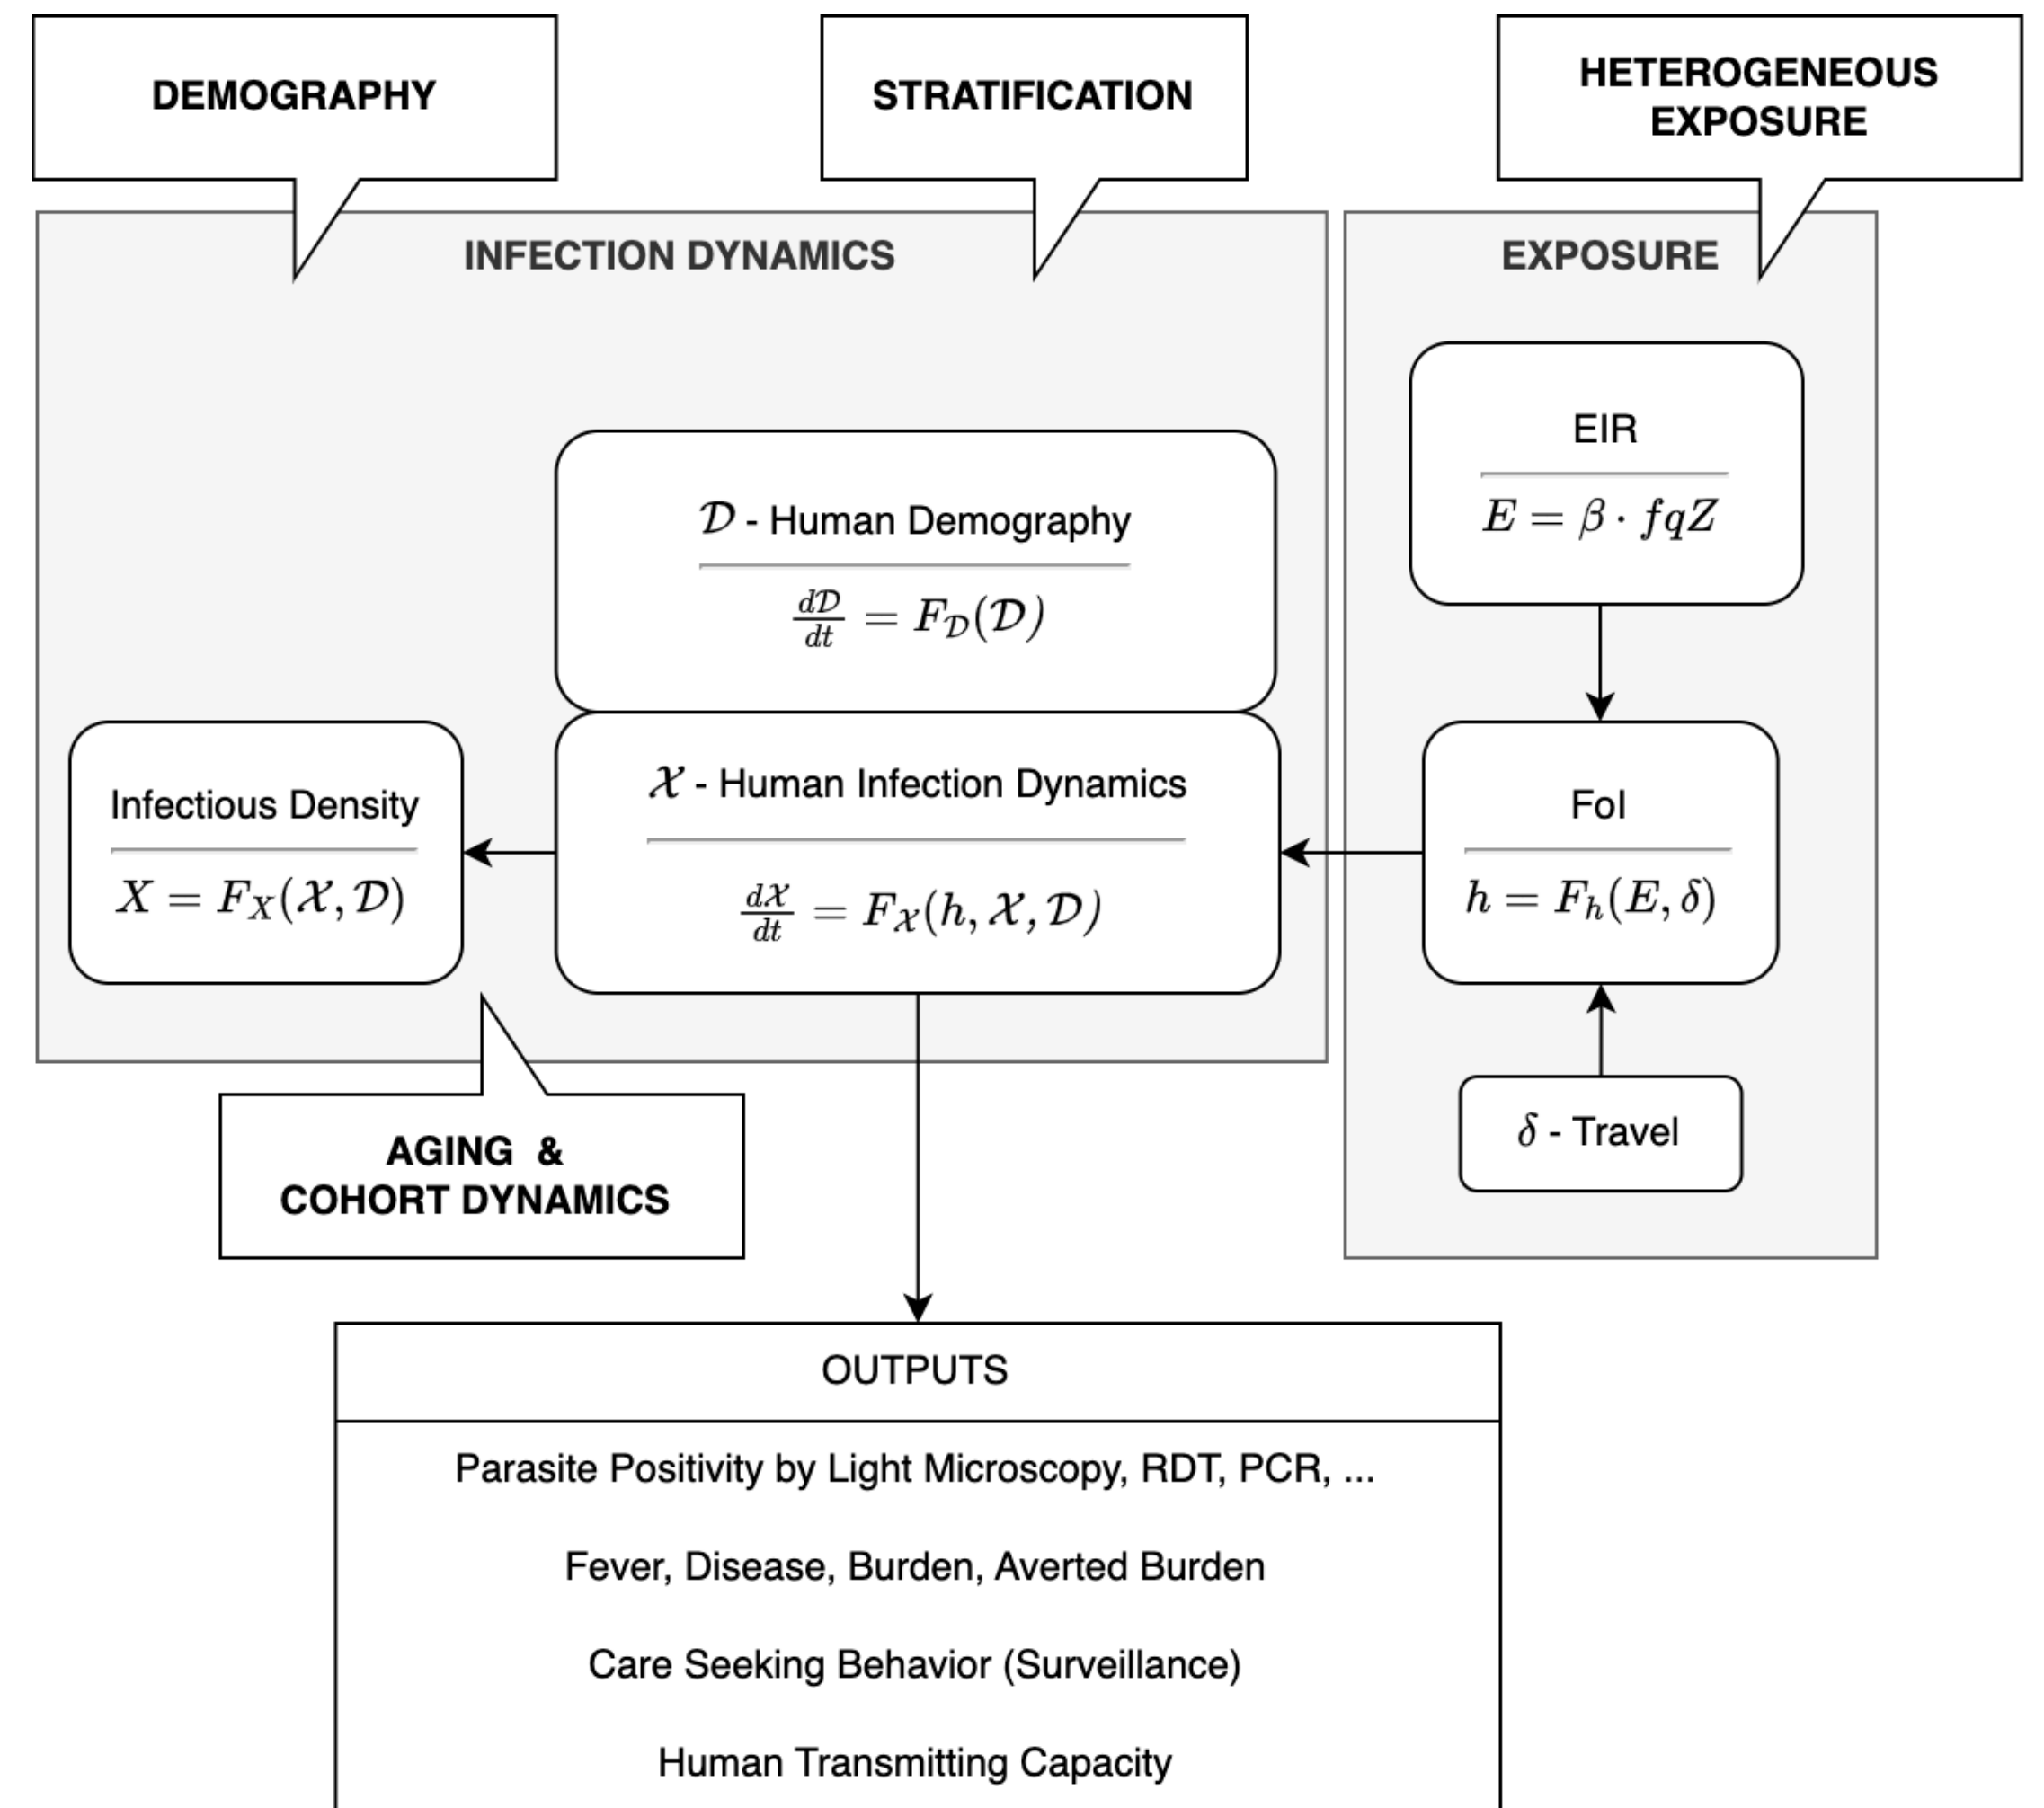 DEMOGRAPHY
STRATIFICATION
HETEROGENEOUS
EXPOSURE
INFECTION DYNAMICS
EXPOSURE
EIR
E = β · fqZ
𝒟 - Human Demography
d𝒟/dt = F_𝒟(𝒟)
Infectious Density
X = F_X(𝒳, 𝒟)
𝒳 - Human Infection Dynamics
d𝒳/dt = F_𝒳(h, 𝒳, 𝒟)
FoI
h = F_h(E, δ)
δ - Travel
AGING &
COHORT DYNAMICS
OUTPUTS
Parasite Positivity by Light Microscopy, RDT, PCR, ...
Fever, Disease, Burden, Averted Burden
Care Seeking Behavior (Surveillance)
Human Transmitting Capacity